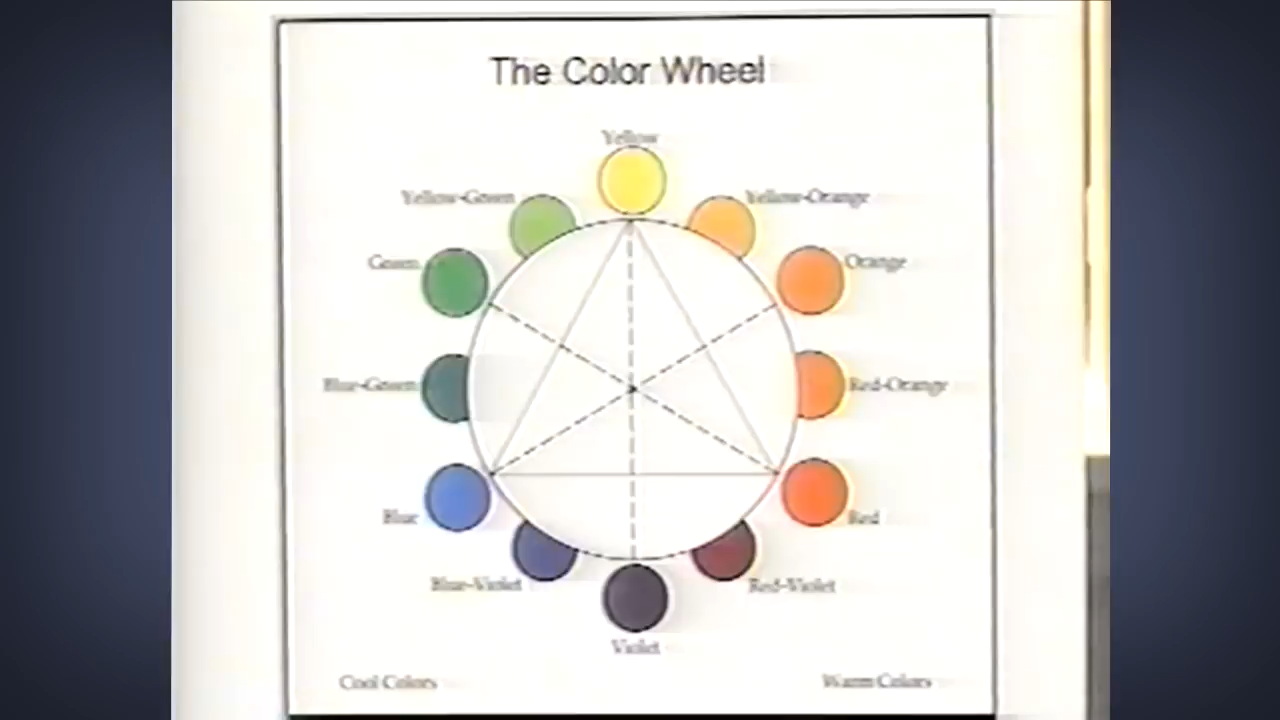 The Color Wheel
Yellow
Yellow-Green
Yellow-Orange
Green
Orange
Blue-Green
Red-Orange
Blue
Red
Blue-Violet
Red-Violet
Violet
Cool Colors
Warm Colors